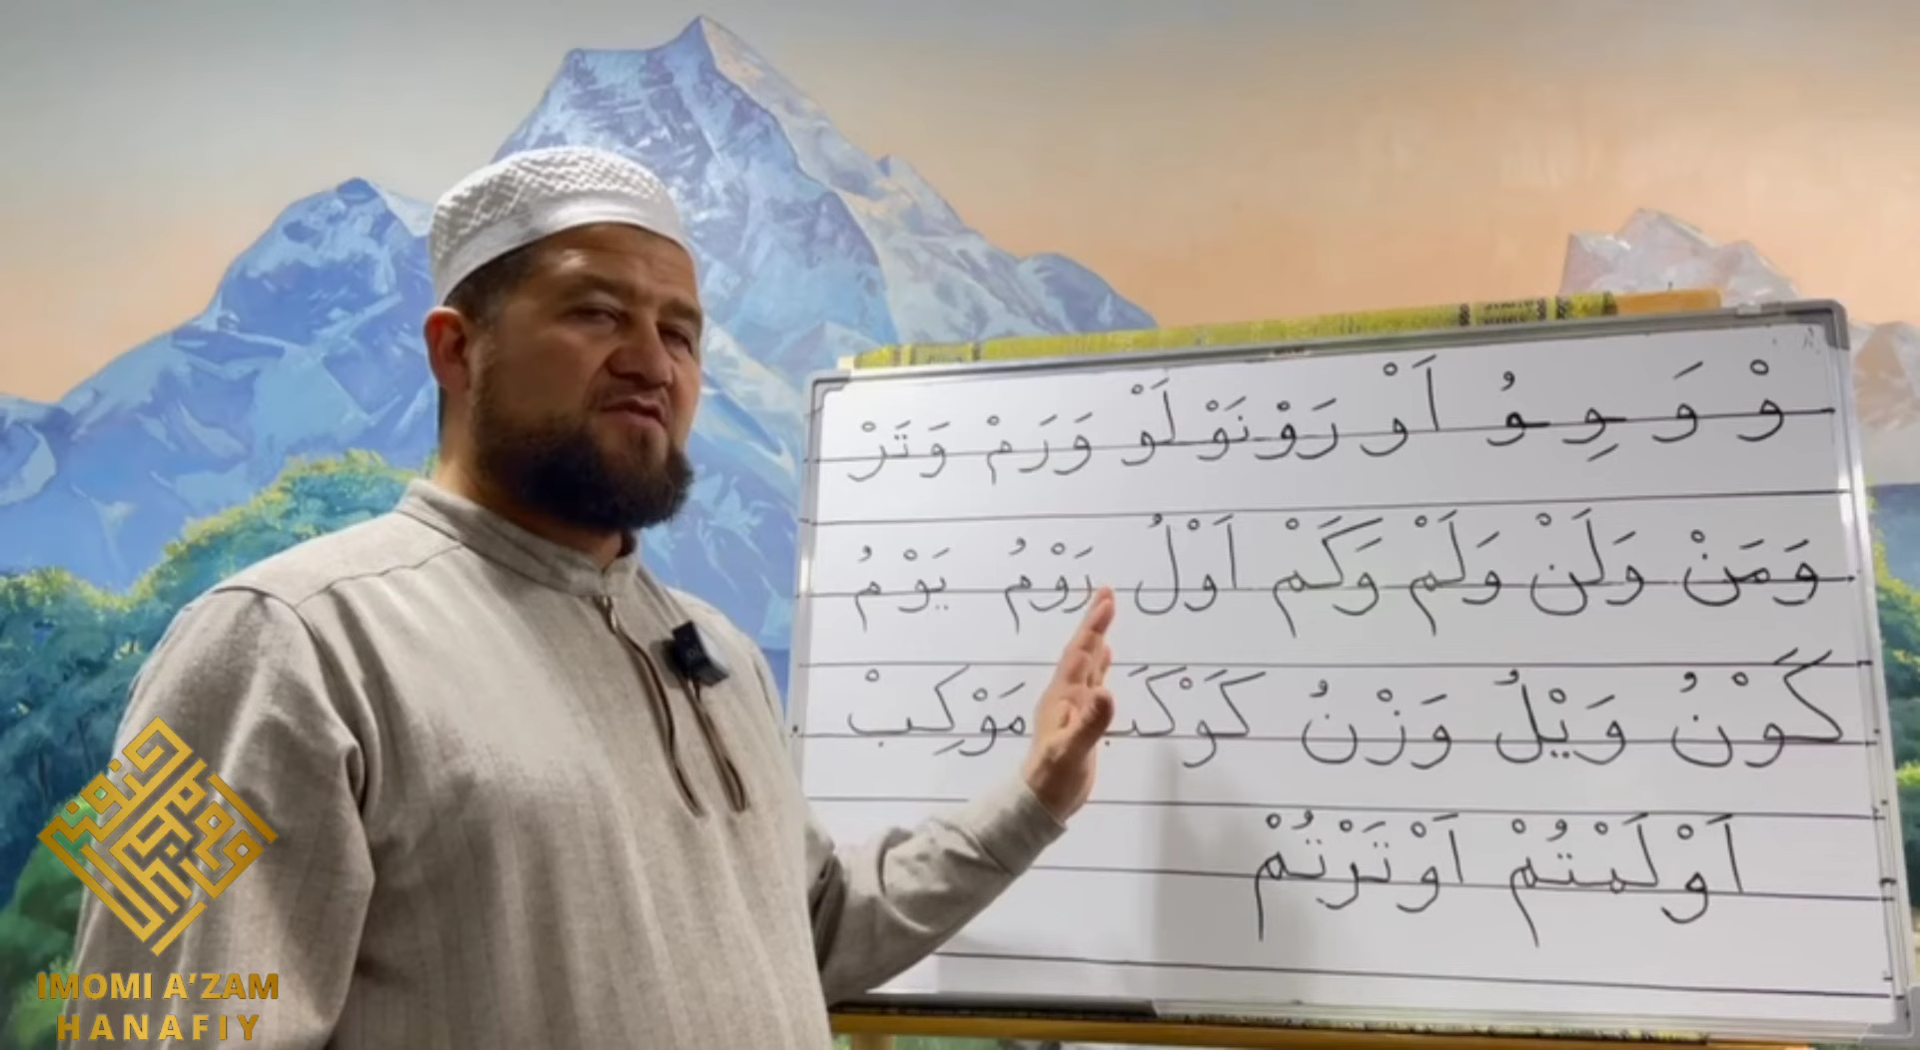 وْ وَ وِ وُ اَوْ رَوْ نَوْ لَوْ وَرَمْ وَتَرْ
وَمَنْ وَلَنْ وَلَمْ وَكَمْ اَوْلُ رَوْمُ يَوْمُ
كَوْنُ وَيْلُ وَزْنُ كَوْكَبْ مَوْكِبْ
اَوْلَمْتُمْ اَوْتَرْتُمْ
IMOMI A’ZAM
HANAFIY